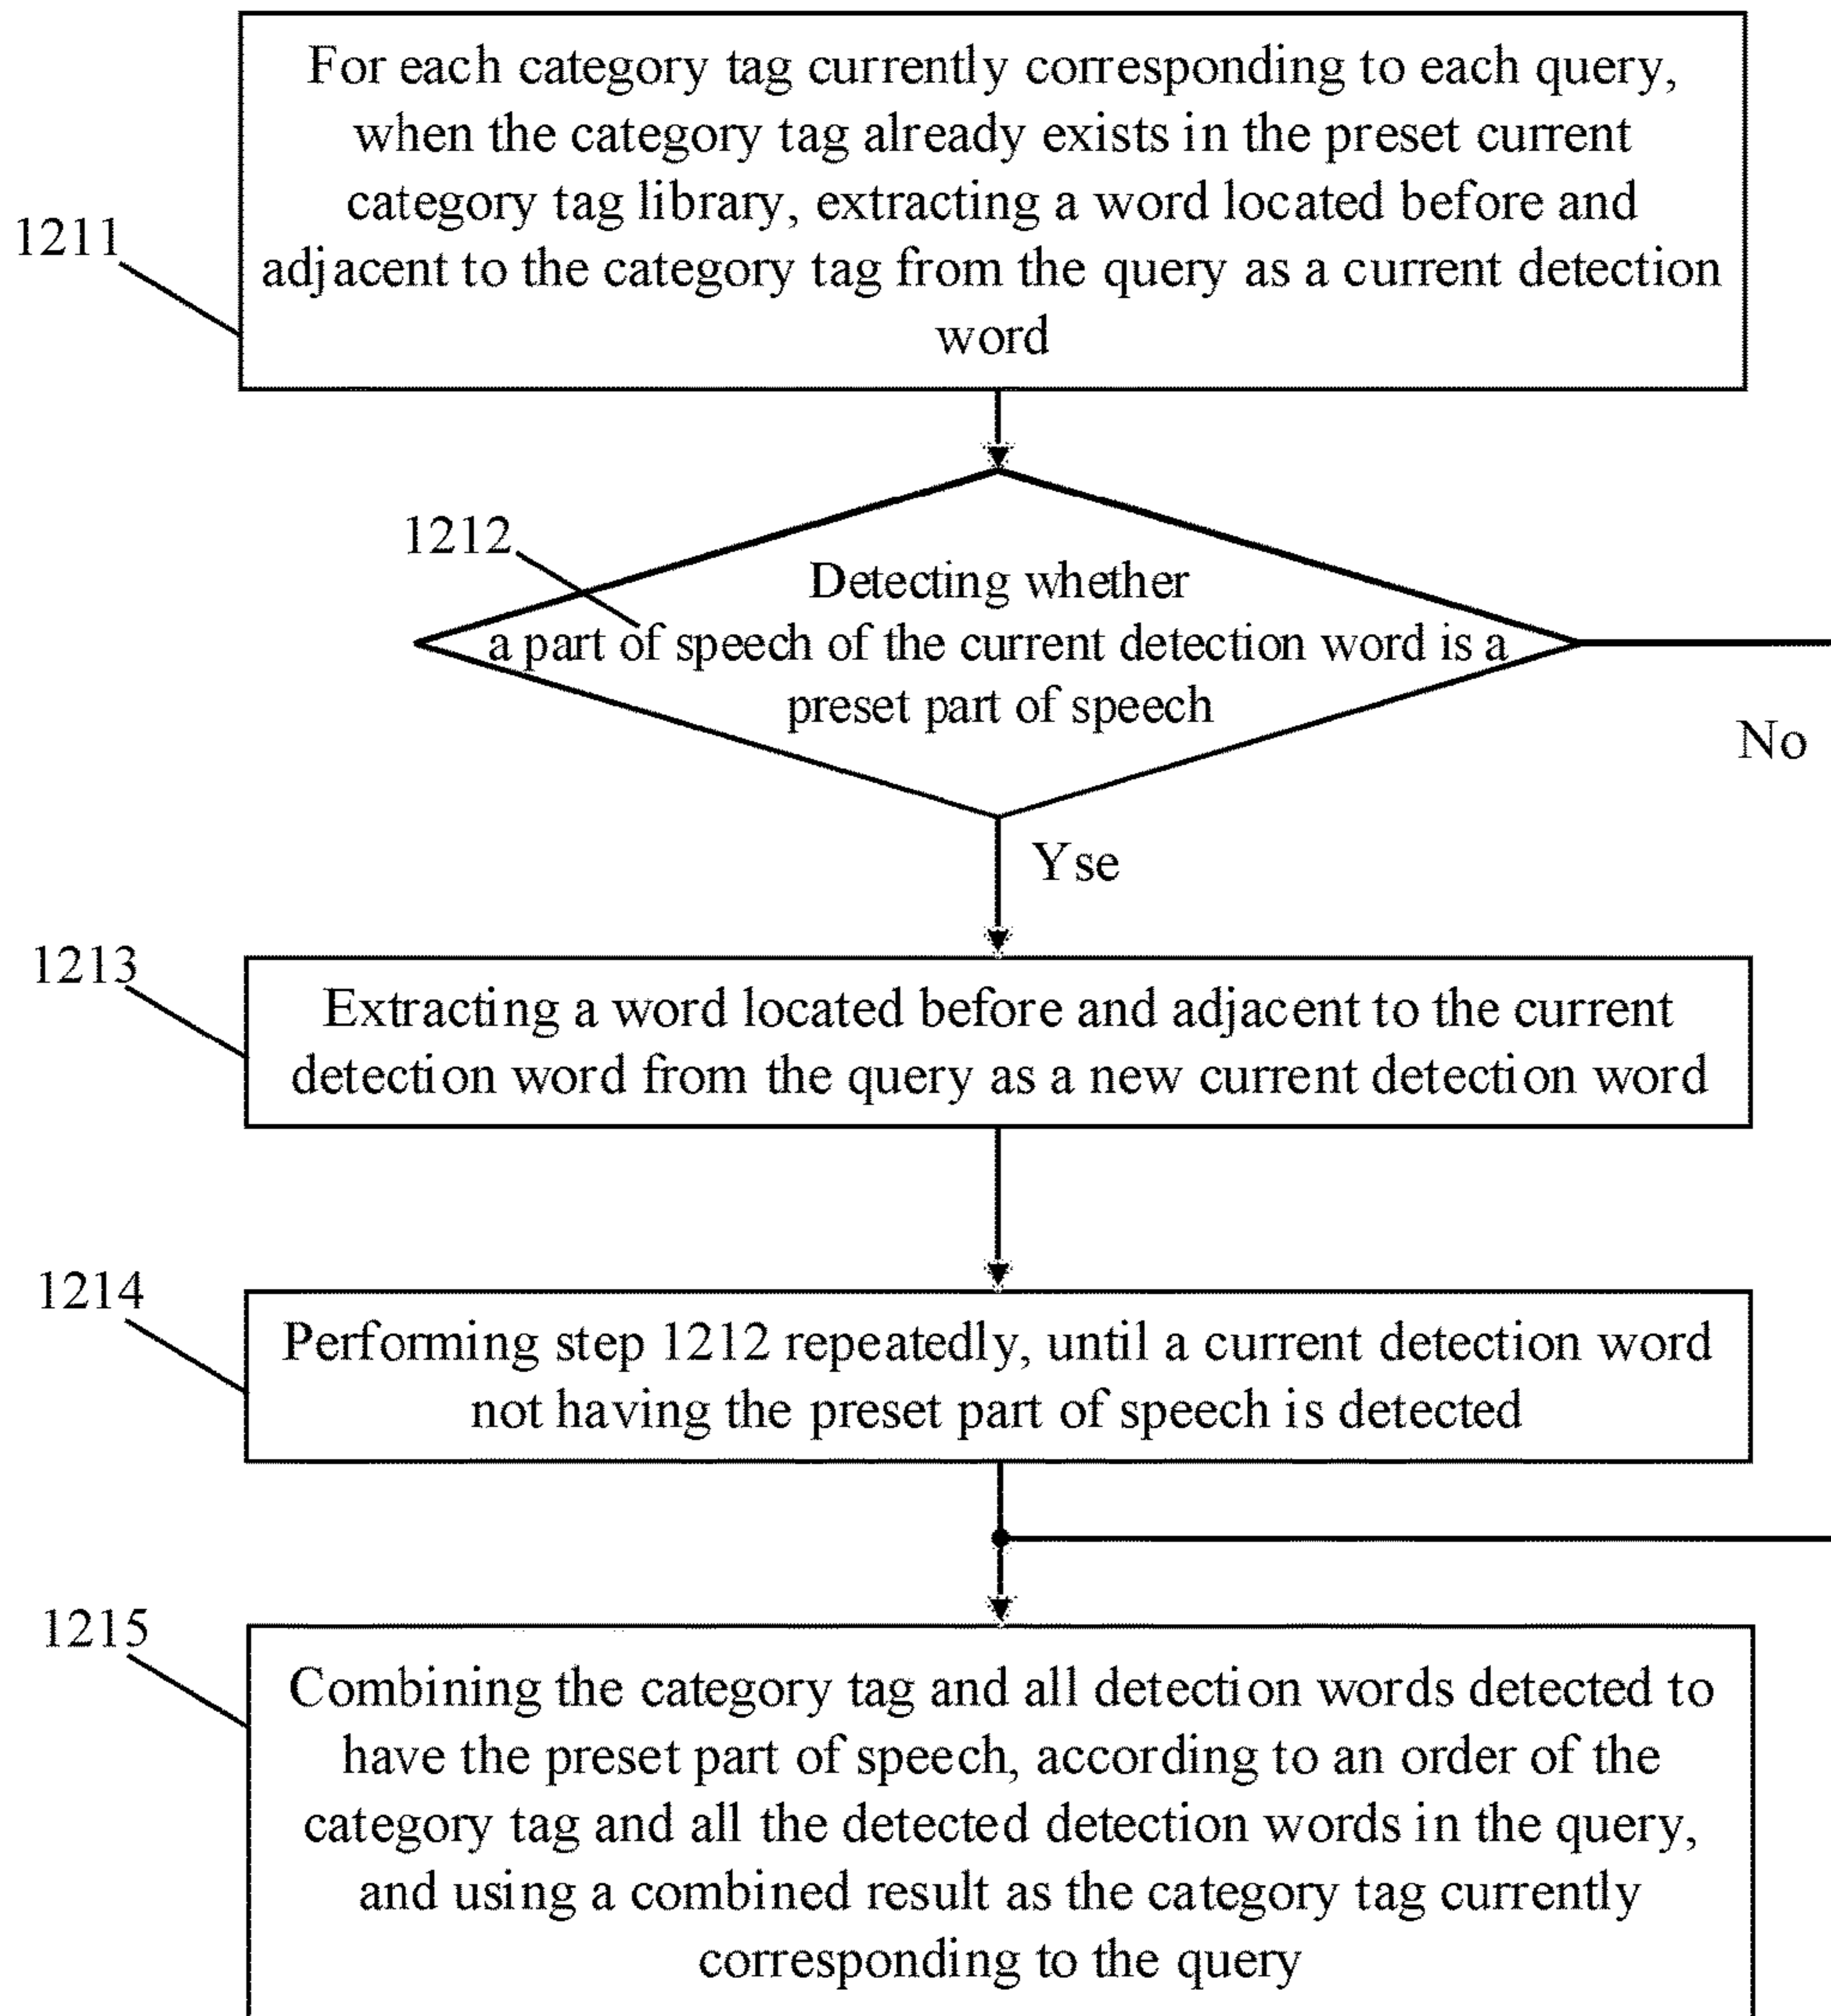 For each category tag currently corresponding to each query,
when the category tag already exists in the preset current
category tag library, extracting a word located before and
adjacent to the category tag from the query as a current detection
word
1211
1212
Detecting whether
a part of speech of the current detection word is a
preset part of speech
No
Yse
1213
Extracting a word located before and adjacent to the current
detection word from the query as a new current detection word
1214
Performing step 1212 repeatedly, until a current detection word
not having the preset part of speech is detected
1215
Combining the category tag and all detection words detected to
have the preset part of speech, according to an order of the
category tag and all the detected detection words in the query,
and using a combined result as the category tag currently
corresponding to the query